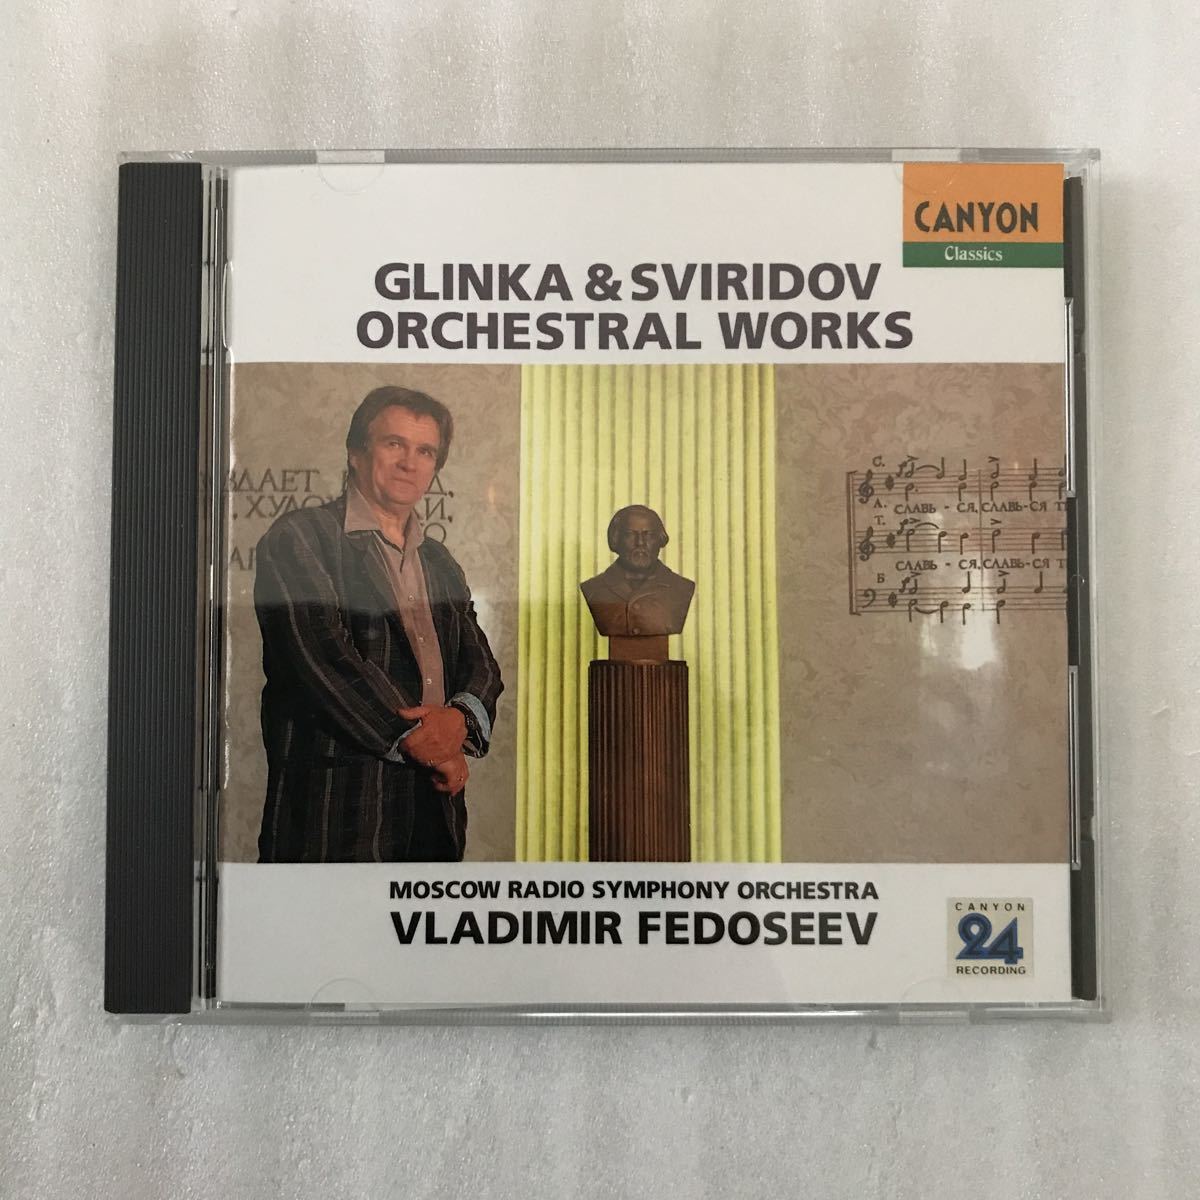 CANYON
Classics
GLINKA & SVIRIDOV
ORCHESTRAL WORKS
С.
А.
СЛАВЬ - СЯ, СЛАВЬ-СЯ Т
Т.
СЛАВЬ - СЯ, СЛАВЬ-СЯ Т
Б
MOSCOW RADIO SYMPHONY ORCHESTRA
VLADIMIR FEDOSEEV
CANYON
24
RECORDING